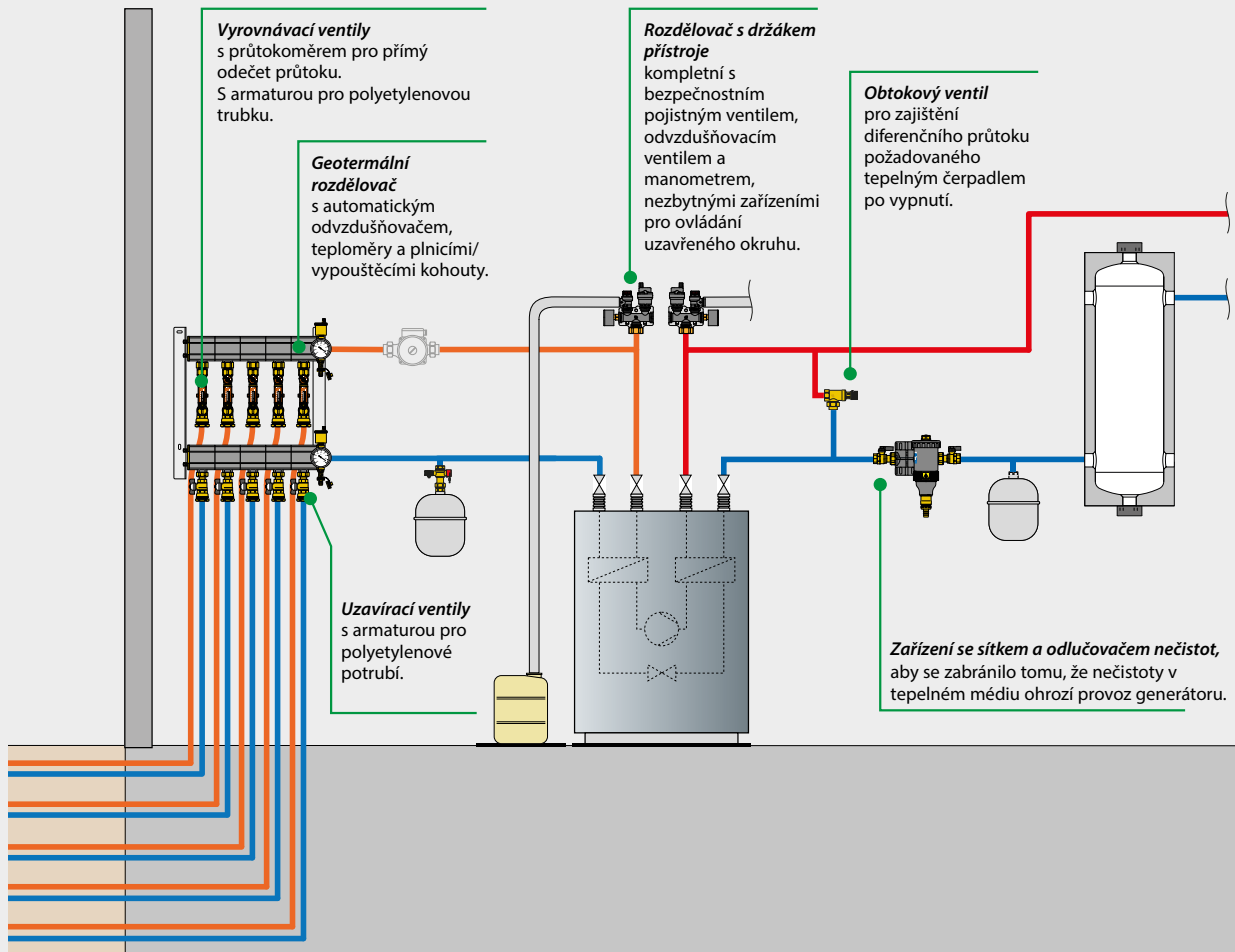 Vyrovnávací ventily
s průtokoměrem pro přímý
odečet průtoku.
S armaturou pro polyetylenovou
trubku.
Geotermální
rozdělovač
s automatickým
odvzdušňovačem,
teploměry a plnicími/
vypouštěcími kohouty.
Rozdělovač s držákem
přístroje
kompletní s
bezpečnostním
pojistným ventilem,
odvzdušňovacím
ventilem a
manometrem,
nezbytnými zařízeními
pro ovládání
uzavřeného okruhu.
Obtokový ventil
pro zajištění
diferenčního průtoku
požadovaného
tepelným čerpadlem
po vypnutí.
Uzavírací ventily
s armaturou pro
polyetylenové
potrubí.
Zařízení se sítkem a odlučovačem nečistot,
aby se zabránilo tomu, že nečistoty v
tepelném médiu ohrozí provoz generátoru.